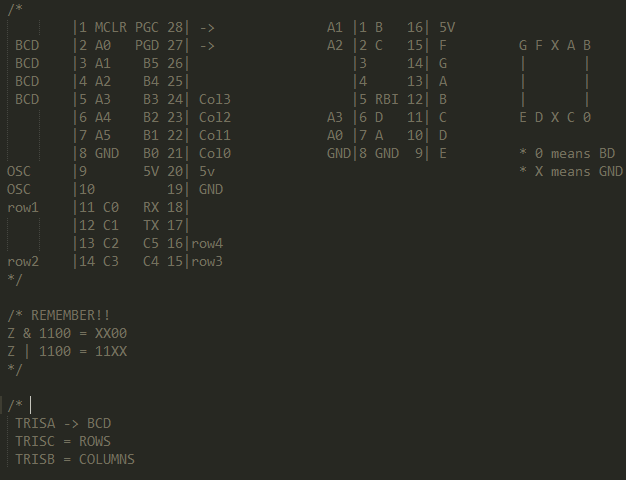 /*
|1 MCLR PGC 28| -> A1 |1 B 16| 5V
BCD |2 A0 PGD 27| -> A2 |2 C 15| F G F X A B
BCD |3 A1 B5 26| |3 14| G | |
BCD |4 A2 B4 25| |4 13| A | |
BCD |5 A3 B3 24| Col3 |5 RBI 12| B | |
|6 A4 B2 23| Col2 A3 |6 D 11| C E D X C 0
|7 A5 B1 22| Col1 A0 |7 A 10| D
|8 GND B0 21| Col0 GND|8 GND 9| E * 0 means BD
OSC |9 5V 20| 5v * X means GND
OSC |10 19| GND
row1 |11 C0 RX 18|
|12 C1 TX 17|
|13 C2 C5 16|row4
row2 |14 C3 C4 15|row3
*/
/* REMEMBER!!
Z & 1100 = XX00
Z | 1100 = 11XX
*/
/*
TRISA -> BCD
TRISC = ROWS
TRISB = COLUMNS